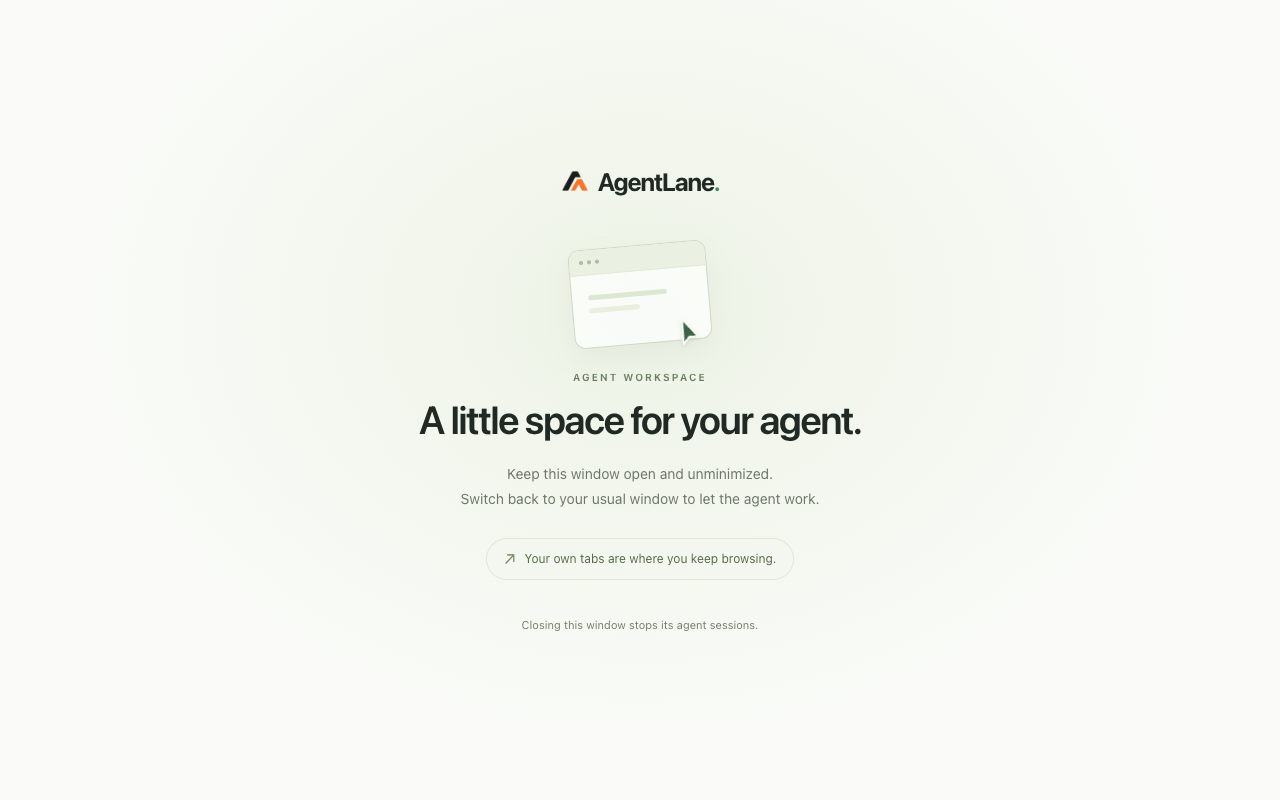 AgentLane.
AGENT WORKSPACE
A little space for your agent.
Keep this window open and unminimized.
Switch back to your usual window to let the agent work.
Your own tabs are where you keep browsing.
Closing this window stops its agent sessions.